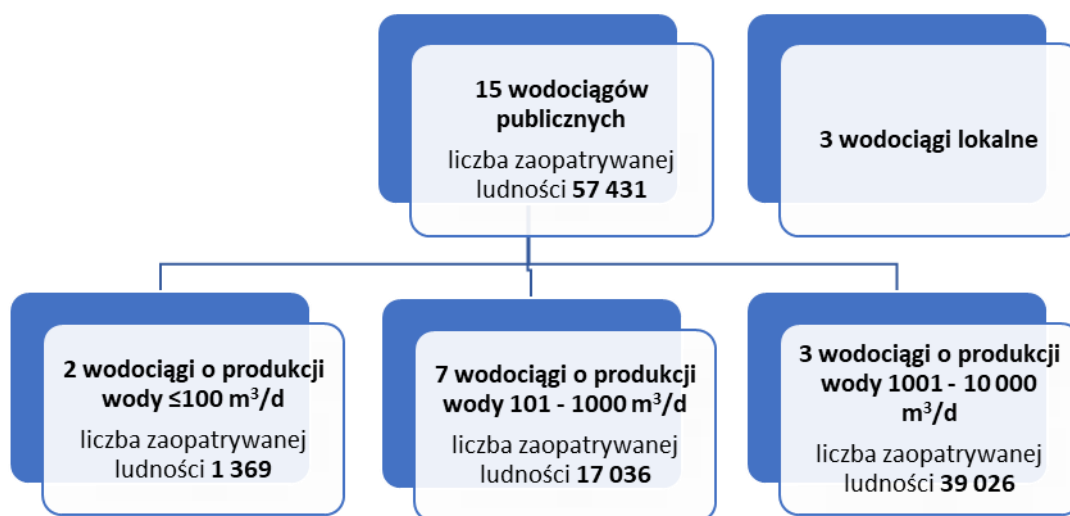 15 wodociągów
publicznych
liczba zaopatrywanej
ludności 57 431
3 wodociągi lokalne
2 wodociągi o produkcji
wody ≤100 m³/d
liczba zaopatrywanej
ludności 1 369
7 wodociągi o produkcji
wody 101 - 1000 m³/d
liczba zaopatrywanej
ludności 17 036
3 wodociągi o produkcji
wody 1001 - 10 000
m³/d
liczba zaopatrywanej
ludności 39 026